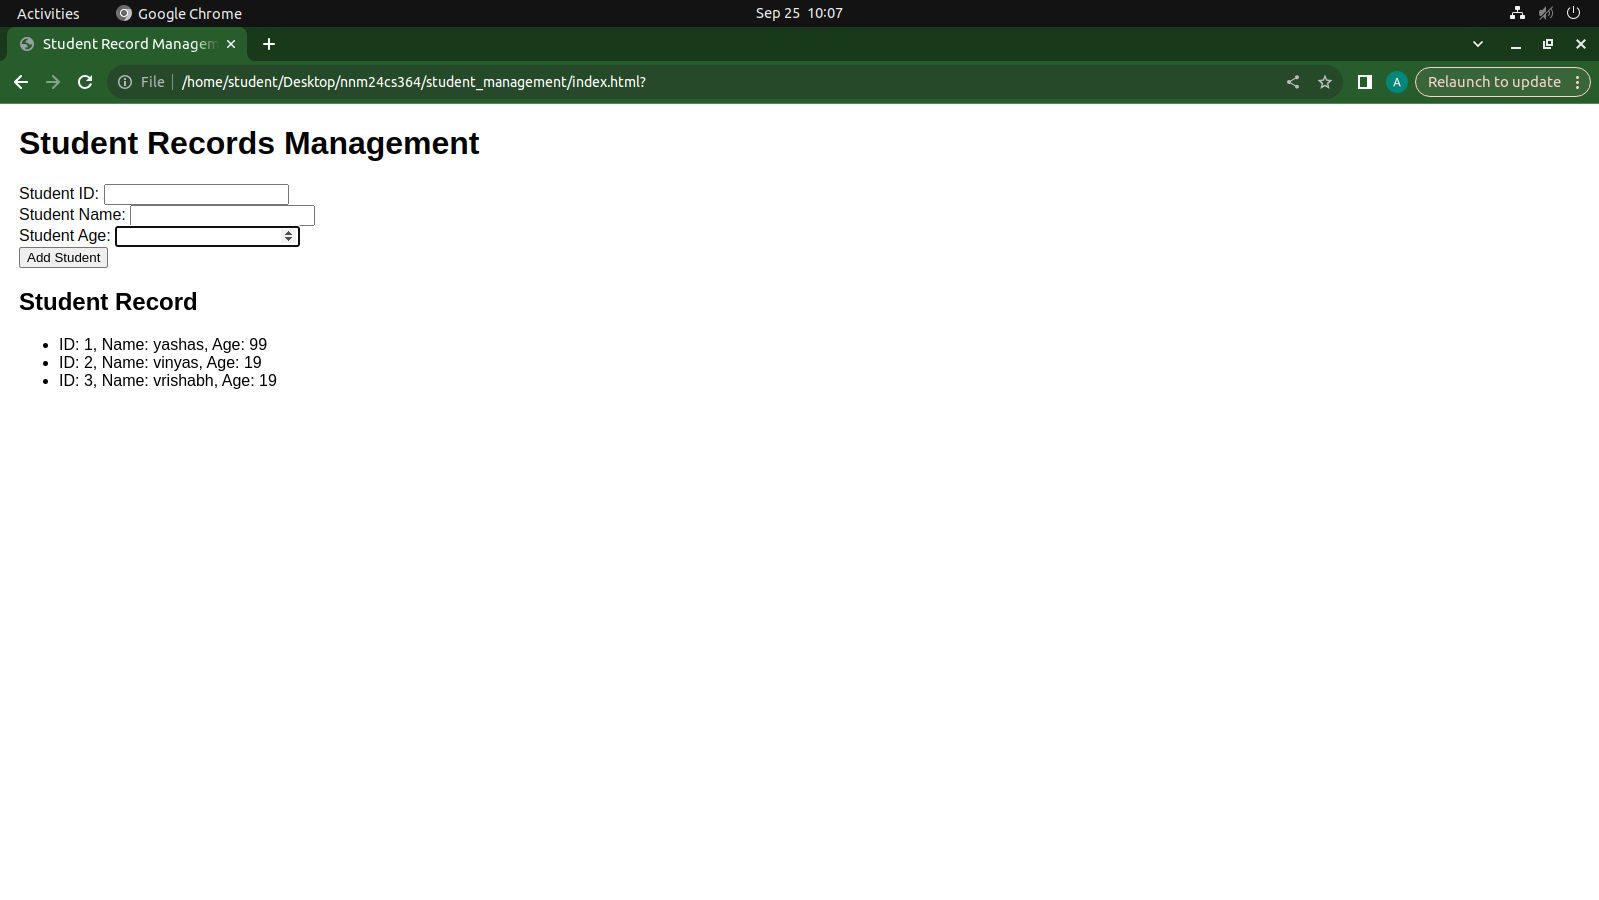 Activities Google Chrome Sep 25 10:07
Student Record Managem
File /home/student/Desktop/nnm24cs364/student_management/index.html? A Relaunch to update
Student Records Management
Student ID:
Student Name:
Student Age:
Add Student
Student Record
• ID: 1, Name: yashas, Age: 99
• ID: 2, Name: vinyas, Age: 19
• ID: 3, Name: vrishabh, Age: 19